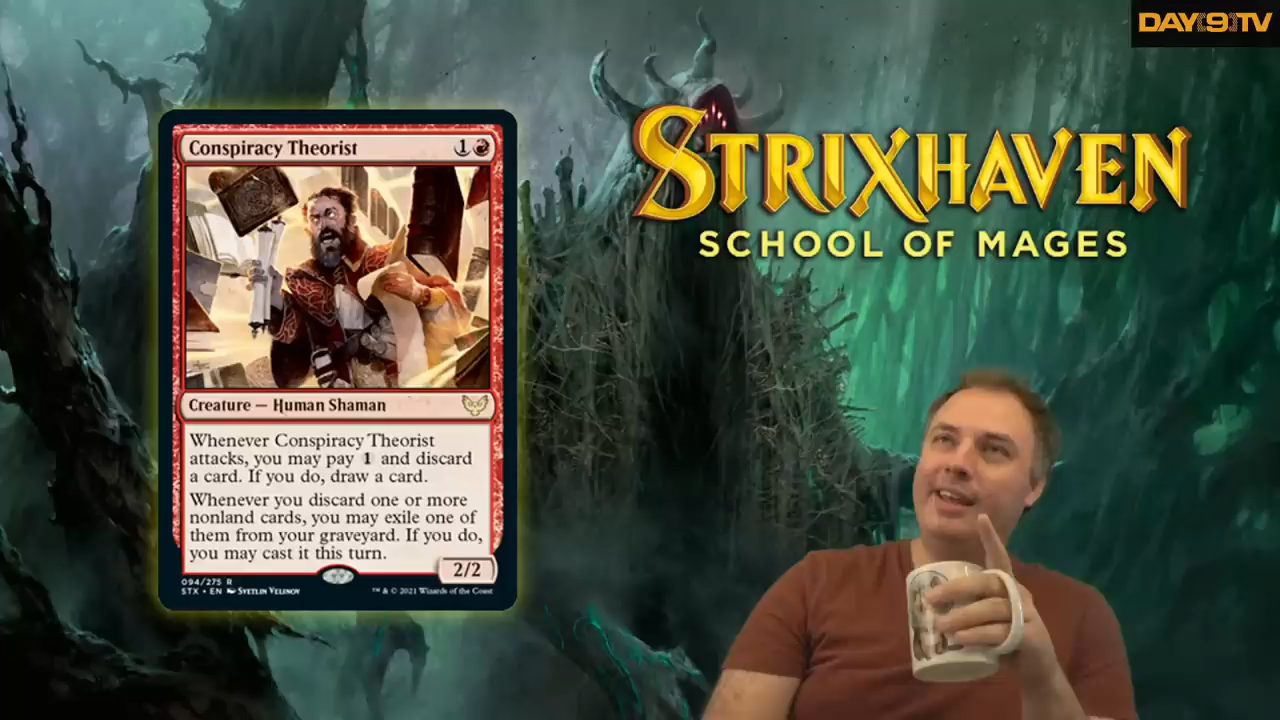 DAY[9]TV
STRIXHAVEN
SCHOOL OF MAGES
Conspiracy Theorist 1
Creature — Human Shaman
Whenever Conspiracy Theorist
attacks, you may pay 1 and discard
a card. If you do, draw a card.
Whenever you discard one or more
nonland cards, you may exile one of
them from your graveyard. If you do,
you may cast it this turn.
2/2
094/275 R
STX • EN SVETLIN VELINOV
™ & © 2021 Wizards of the Coast